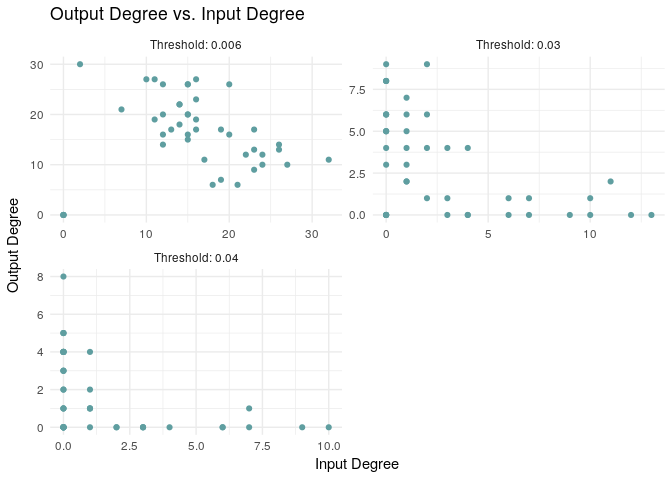 Output Degree vs. Input Degree
Threshold: 0.006
Threshold: 0.03
30
20
10
0
0 10 20 30
7.5
5.0
2.5
0.0
0 5 10
Output Degree
Threshold: 0.04
8
6
4
2
0
0.0 2.5 5.0 7.5 10.0
Input Degree